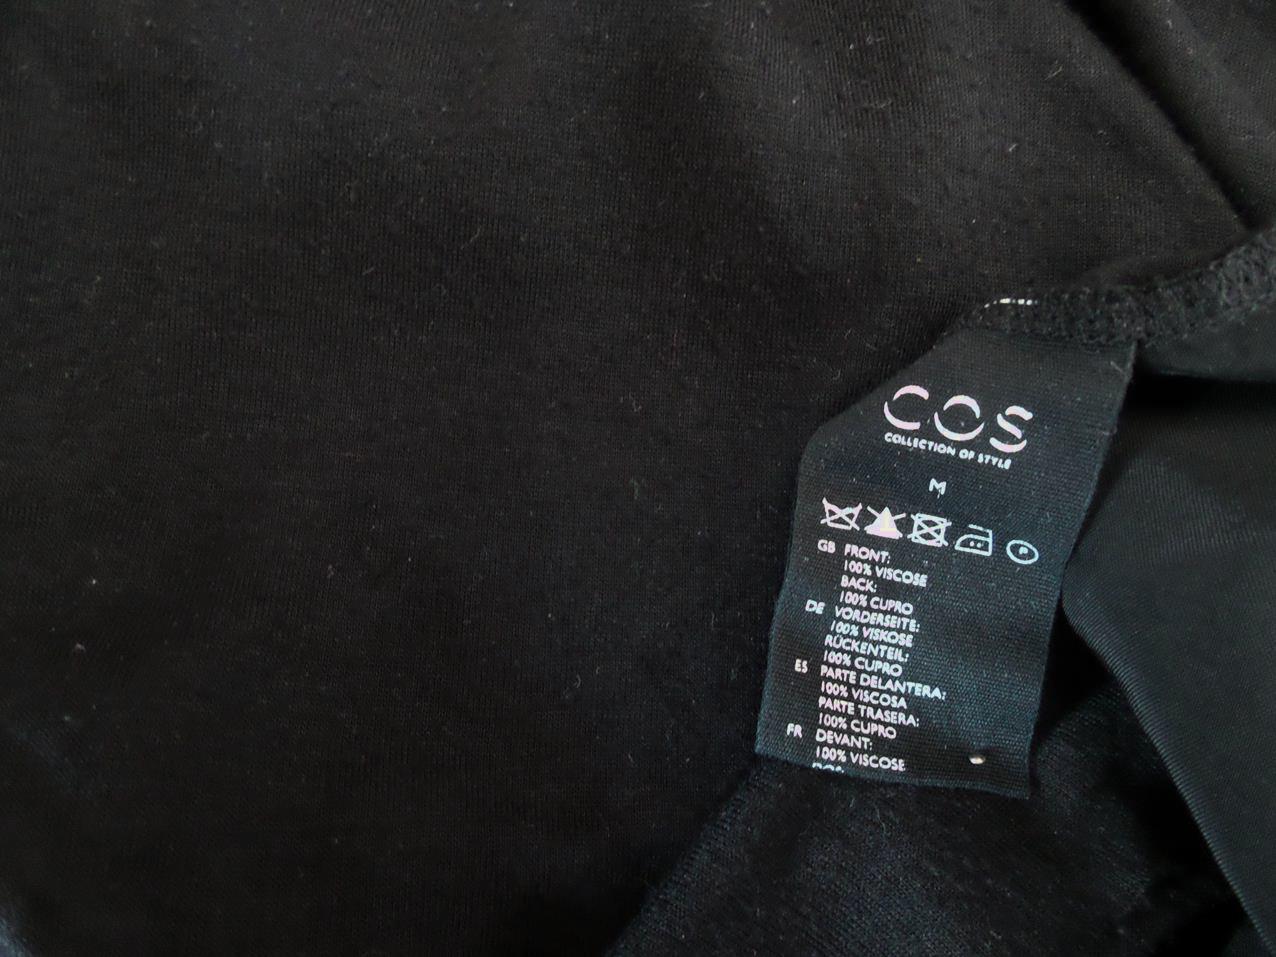 COS
COLLECTION OF STYLE
M
P
GB FRONT:
100% VISCOSE
BACK:
100% CUPRO
DE VORDERSEITE:
100% VISKOSE
RÜCKENTEIL:
100% CUPRO
ES PARTE DELANTERA:
100% VISCOSA
PARTE TRASERA:
100% CUPRO
FR DEVANT:
100% VISCOSE